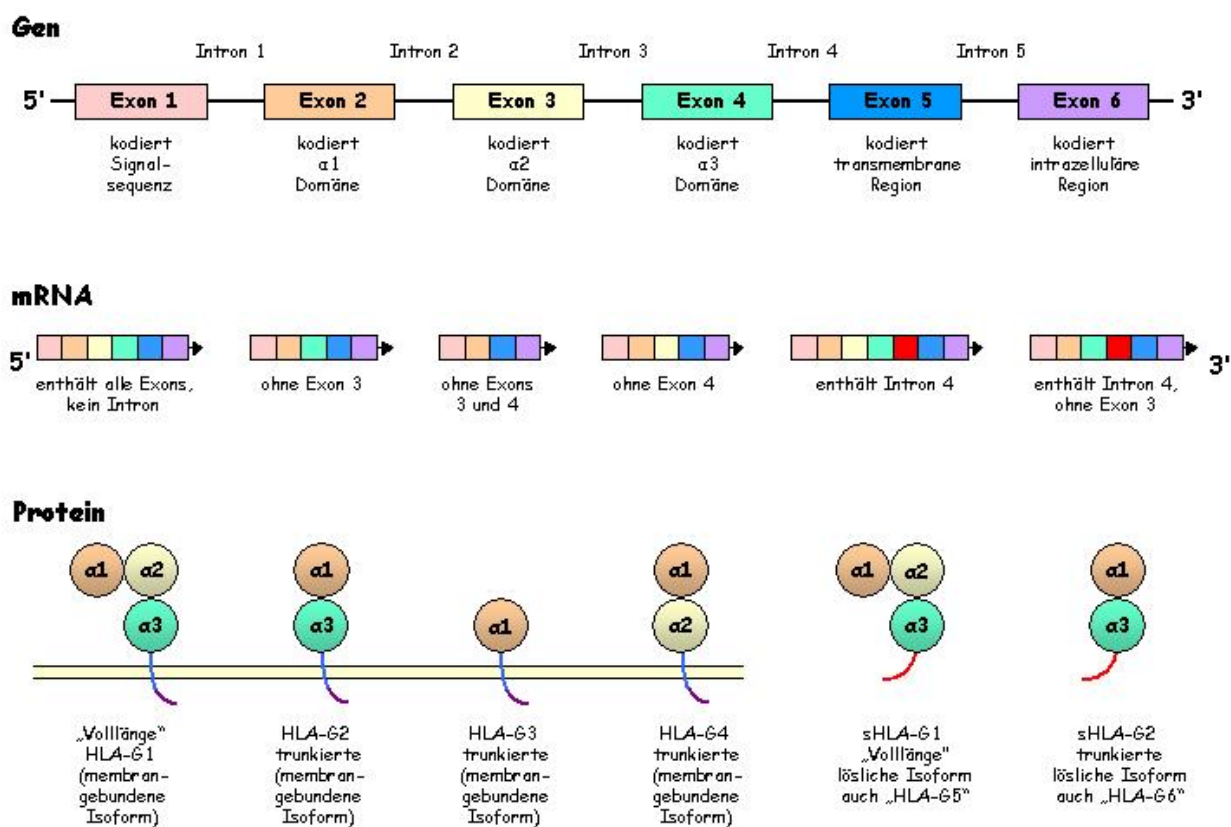 Gen
Intron 1 Intron 2 Intron 3 Intron 4 Intron 5
5' Exon 1 Exon 2 Exon 3 Exon 4 Exon 5 Exon 6 3'
kodiert kodiert kodiert kodiert kodiert kodiert
Signal- α1 α2 α3 transmembrane intrazelluläre
sequenz Domäne Domäne Domäne Region Region
mRNA
5' 3'
enthält alle Exons, ohne Exon 3 ohne Exons ohne Exon 4 enthält Intron 4 enthält Intron 4,
kein Intron 3 und 4 ohne Exon 3
Protein
α1 α2 α1 α1 α1 α2 α1
α3 α3 α1 α2 α3 α3
„Volllänge“ HLA-G2 HLA-G3 HLA-G4 sHLA-G1 sHLA-G2
HLA-G1 trunkierte trunkierte trunkierte „Volllänge" trunkierte
(membran- (membran- (membran- (membran- lösliche Isoform lösliche Isoform
gebundene gebundene gebundene gebundene auch „HLA-G5“ auch „HLA-G6“
Isoform) Isoform) Isoform) Isoform)